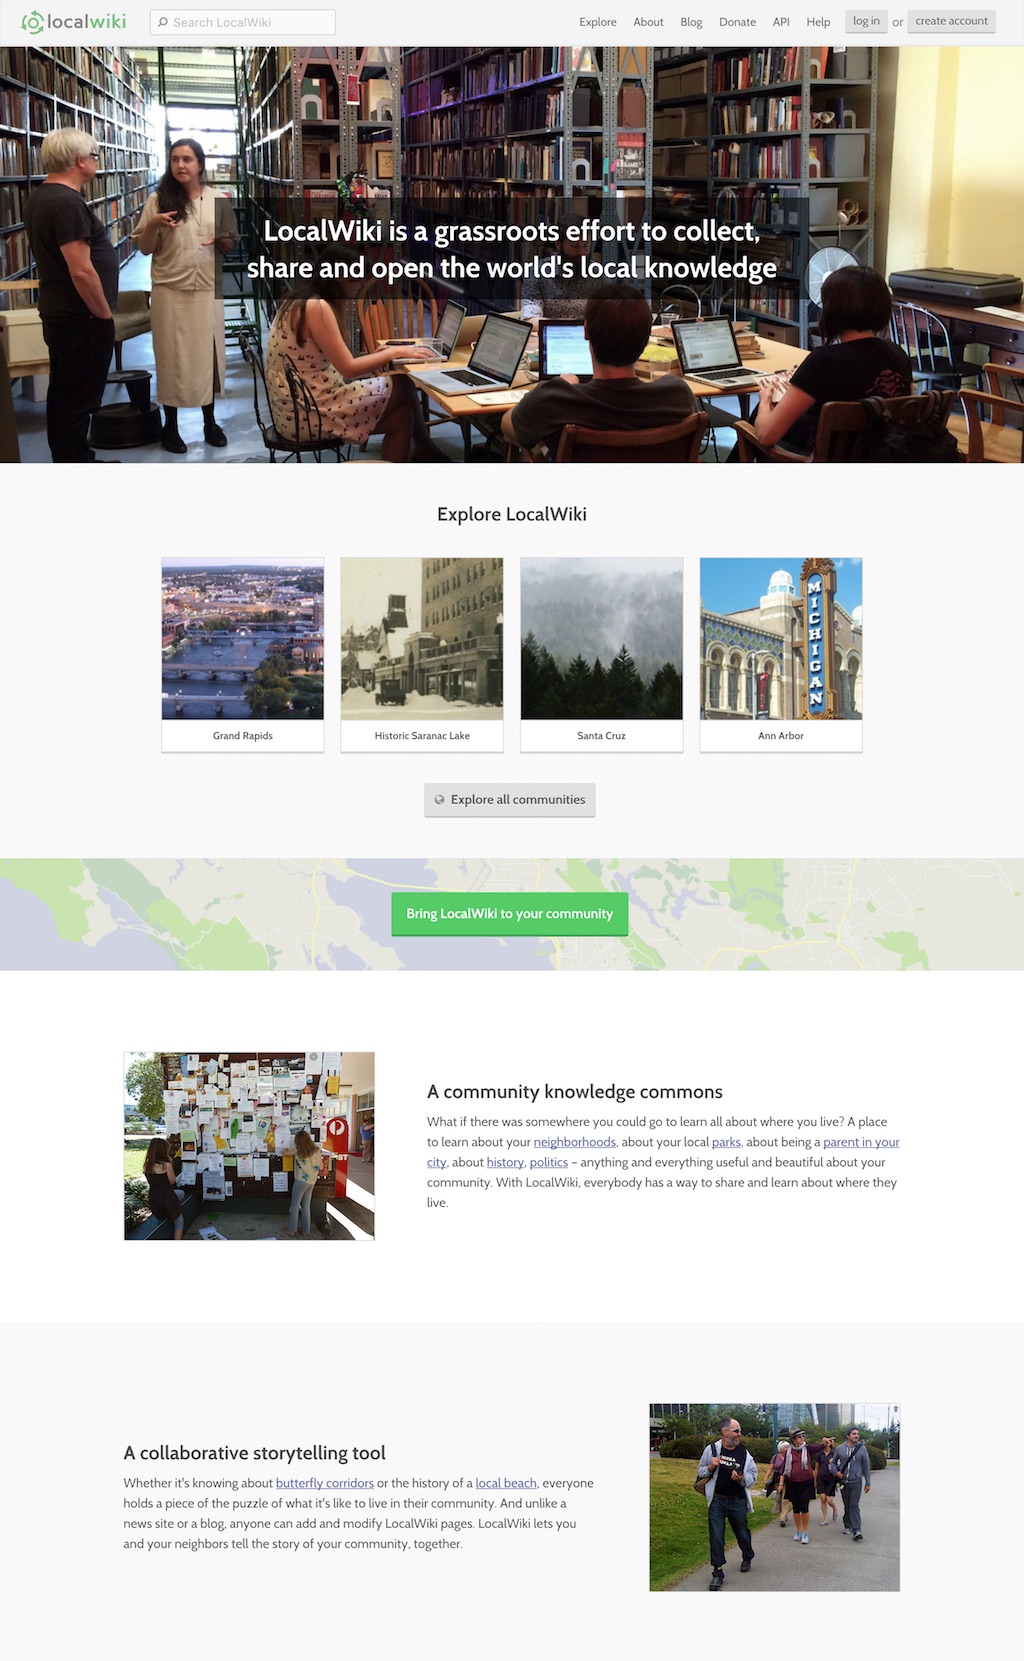 localwiki
Search LocalWiki
Explore
About
Blog
Donate
API
Help
log in
or
create account
LocalWiki is a grassroots effort to collect,
share and open the world's local knowledge
Explore LocalWiki
MICHIGAN
Grand Rapids
Historic Saranac Lake
Santa Cruz
Ann Arbor
Explore all communities
Bring LocalWiki to your community
A community knowledge commons
What if there was somewhere you could go to learn all about where you live? A place
to learn about your neighborhoods, about your local parks, about being a parent in your
city, about history, politics – anything and everything useful and beautiful about your
community. With LocalWiki, everybody has a way to share and learn about where they
live.
A collaborative storytelling tool
Whether it's knowing about butterfly corridors or the history of a local beach, everyone
holds a piece of the puzzle of what it's like to live in their community. And unlike a
news site or a blog, anyone can add and modify LocalWiki pages. LocalWiki lets you
and your neighbors tell the story of your community, together.